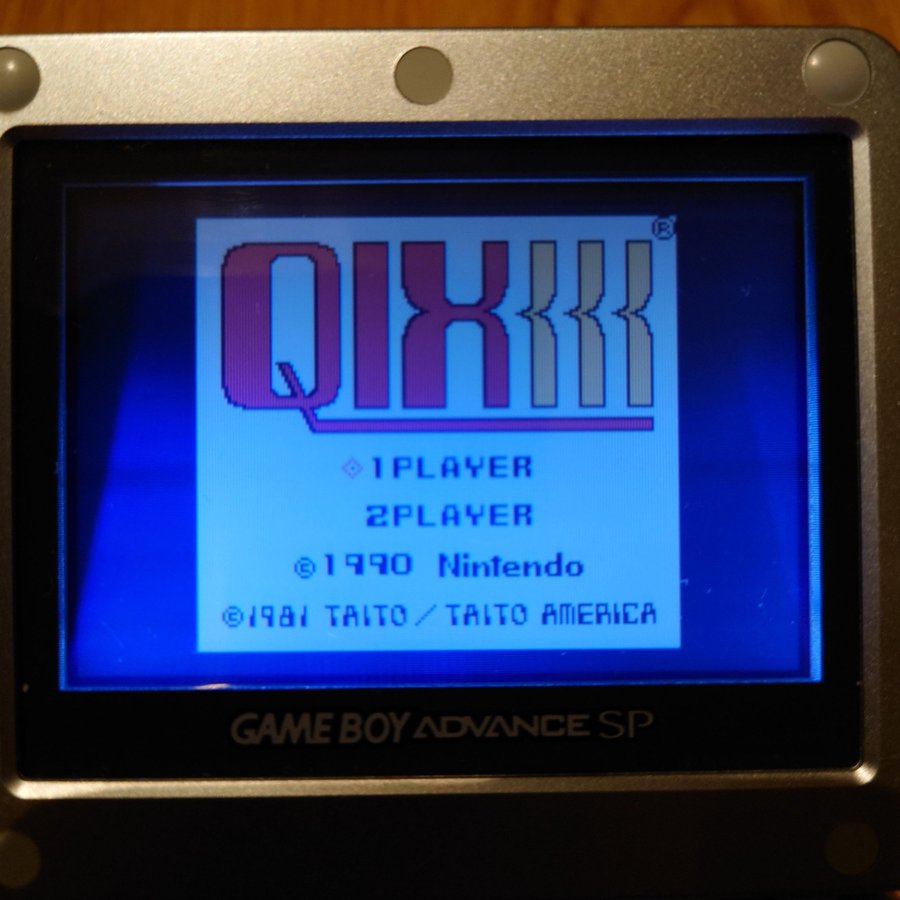 QIX®
1PLAYER
2PLAYER
©1990 Nintendo
©1981 TAITO/TAITO AMERICA
GAME BOY ADVANCE SP